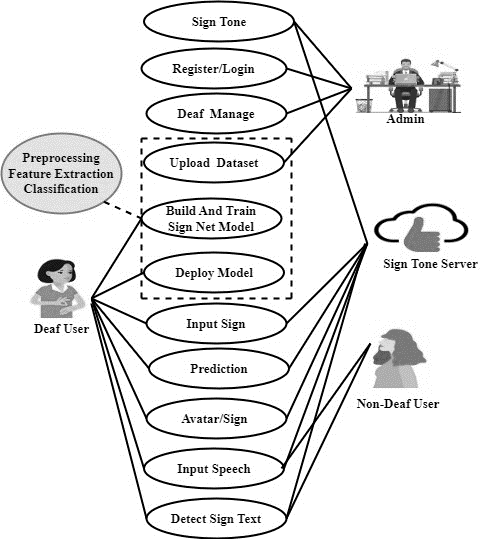 Sign Tone
Register/Login
Deaf Manage
Admin
Upload Dataset
Preprocessing
Feature Extraction
Classification
Build And Train
Sign Net Model
Deploy Model
Sign Tone Server
Deaf User
Input Sign
Prediction
Non-Deaf User
Avatar/Sign
Input Speech
Detect Sign Text